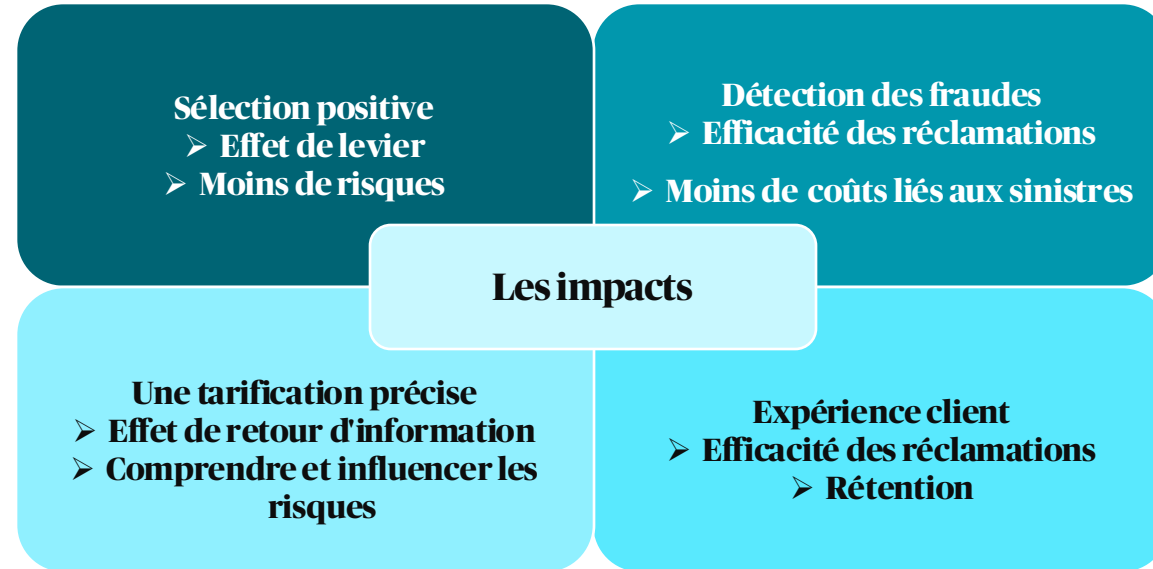 Sélection positive
➢ Effet de levier
➢ Moins de risques
Détection des fraudes
➢ Efficacité des réclamations
➢ Moins de coûts liés aux sinistres
Les impacts
Une tarification précise
➢ Effet de retour d'information
➢ Comprendre et influencer les
risques
Expérience client
➢ Efficacité des réclamations
➢ Rétention